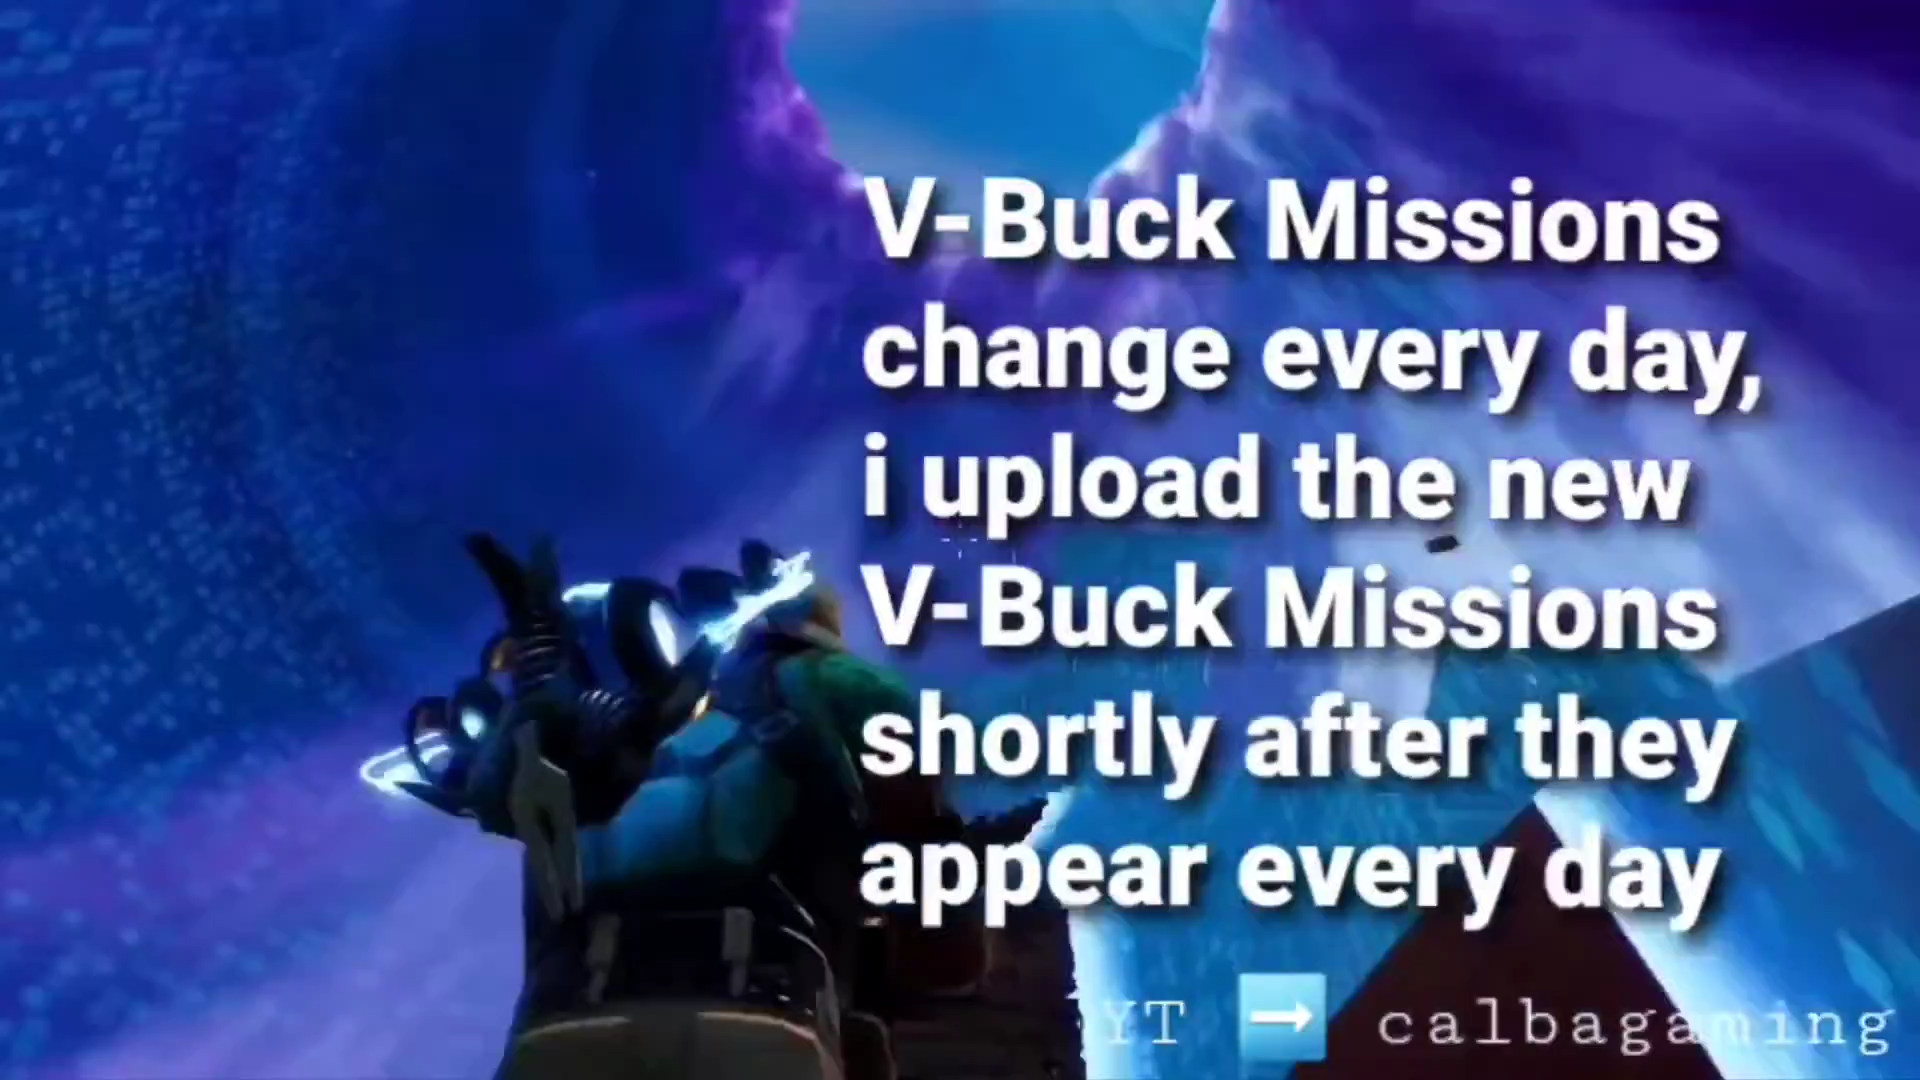 V-Buck Missions
change every day,
i upload the new
V-Buck Missions
shortly after they
appear every day
YT ➡ calbagaming